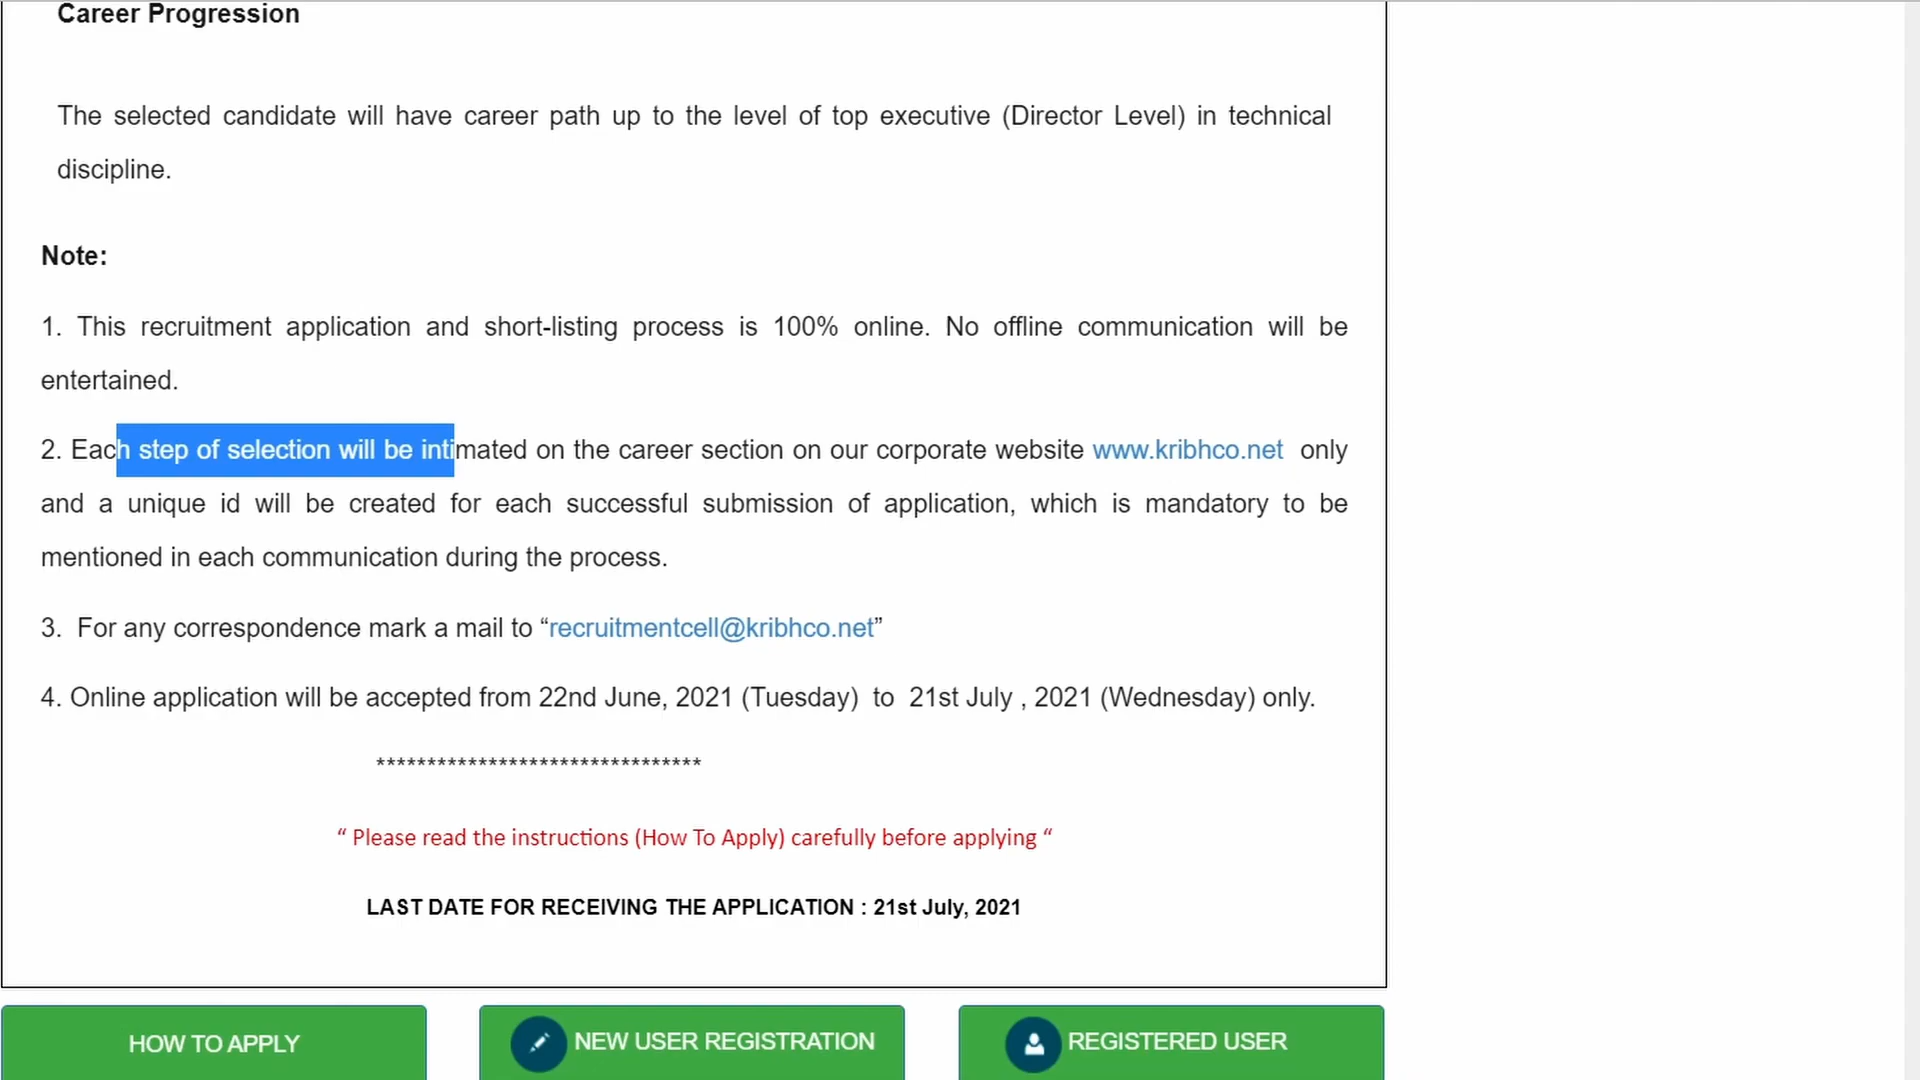 Career Progression
The selected candidate will have career path up to the level of top executive (Director Level) in technical
discipline.
Note:
1. This recruitment application and short-listing process is 100% online. No offline communication will be
entertained.
2. Each step of selection will be intimated on the career section on our corporate website www.kribhco.net only
and a unique id will be created for each successful submission of application, which is mandatory to be
mentioned in each communication during the process.
3. For any correspondence mark a mail to “recruitmentcell@kribhco.net”
4. Online application will be accepted from 22nd June, 2021 (Tuesday) to 21st July , 2021 (Wednesday) only.
********************************
“ Please read the instructions (How To Apply) carefully before applying “
LAST DATE FOR RECEIVING THE APPLICATION : 21st July, 2021
HOW TO APPLY
NEW USER REGISTRATION
REGISTERED USER